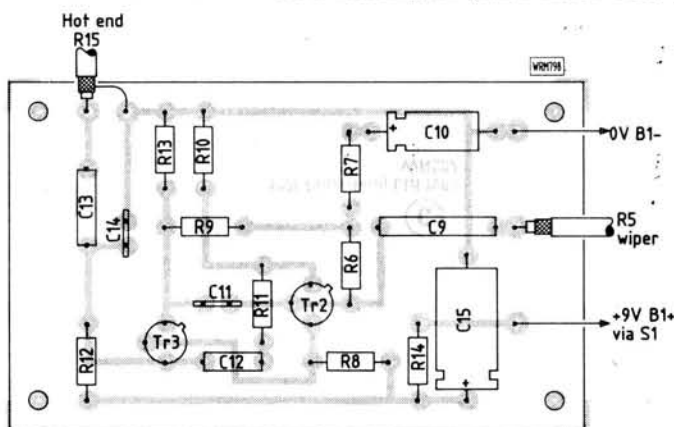 Hot end
R15
WRM798
C10
0V B1-
R13
R10
R7
C13
C14
R9
C9
R5
wiper
R6
C11
R11
Tr2
C15
+9V B1+
via S1
Tr3
R12
C12
R8
R14